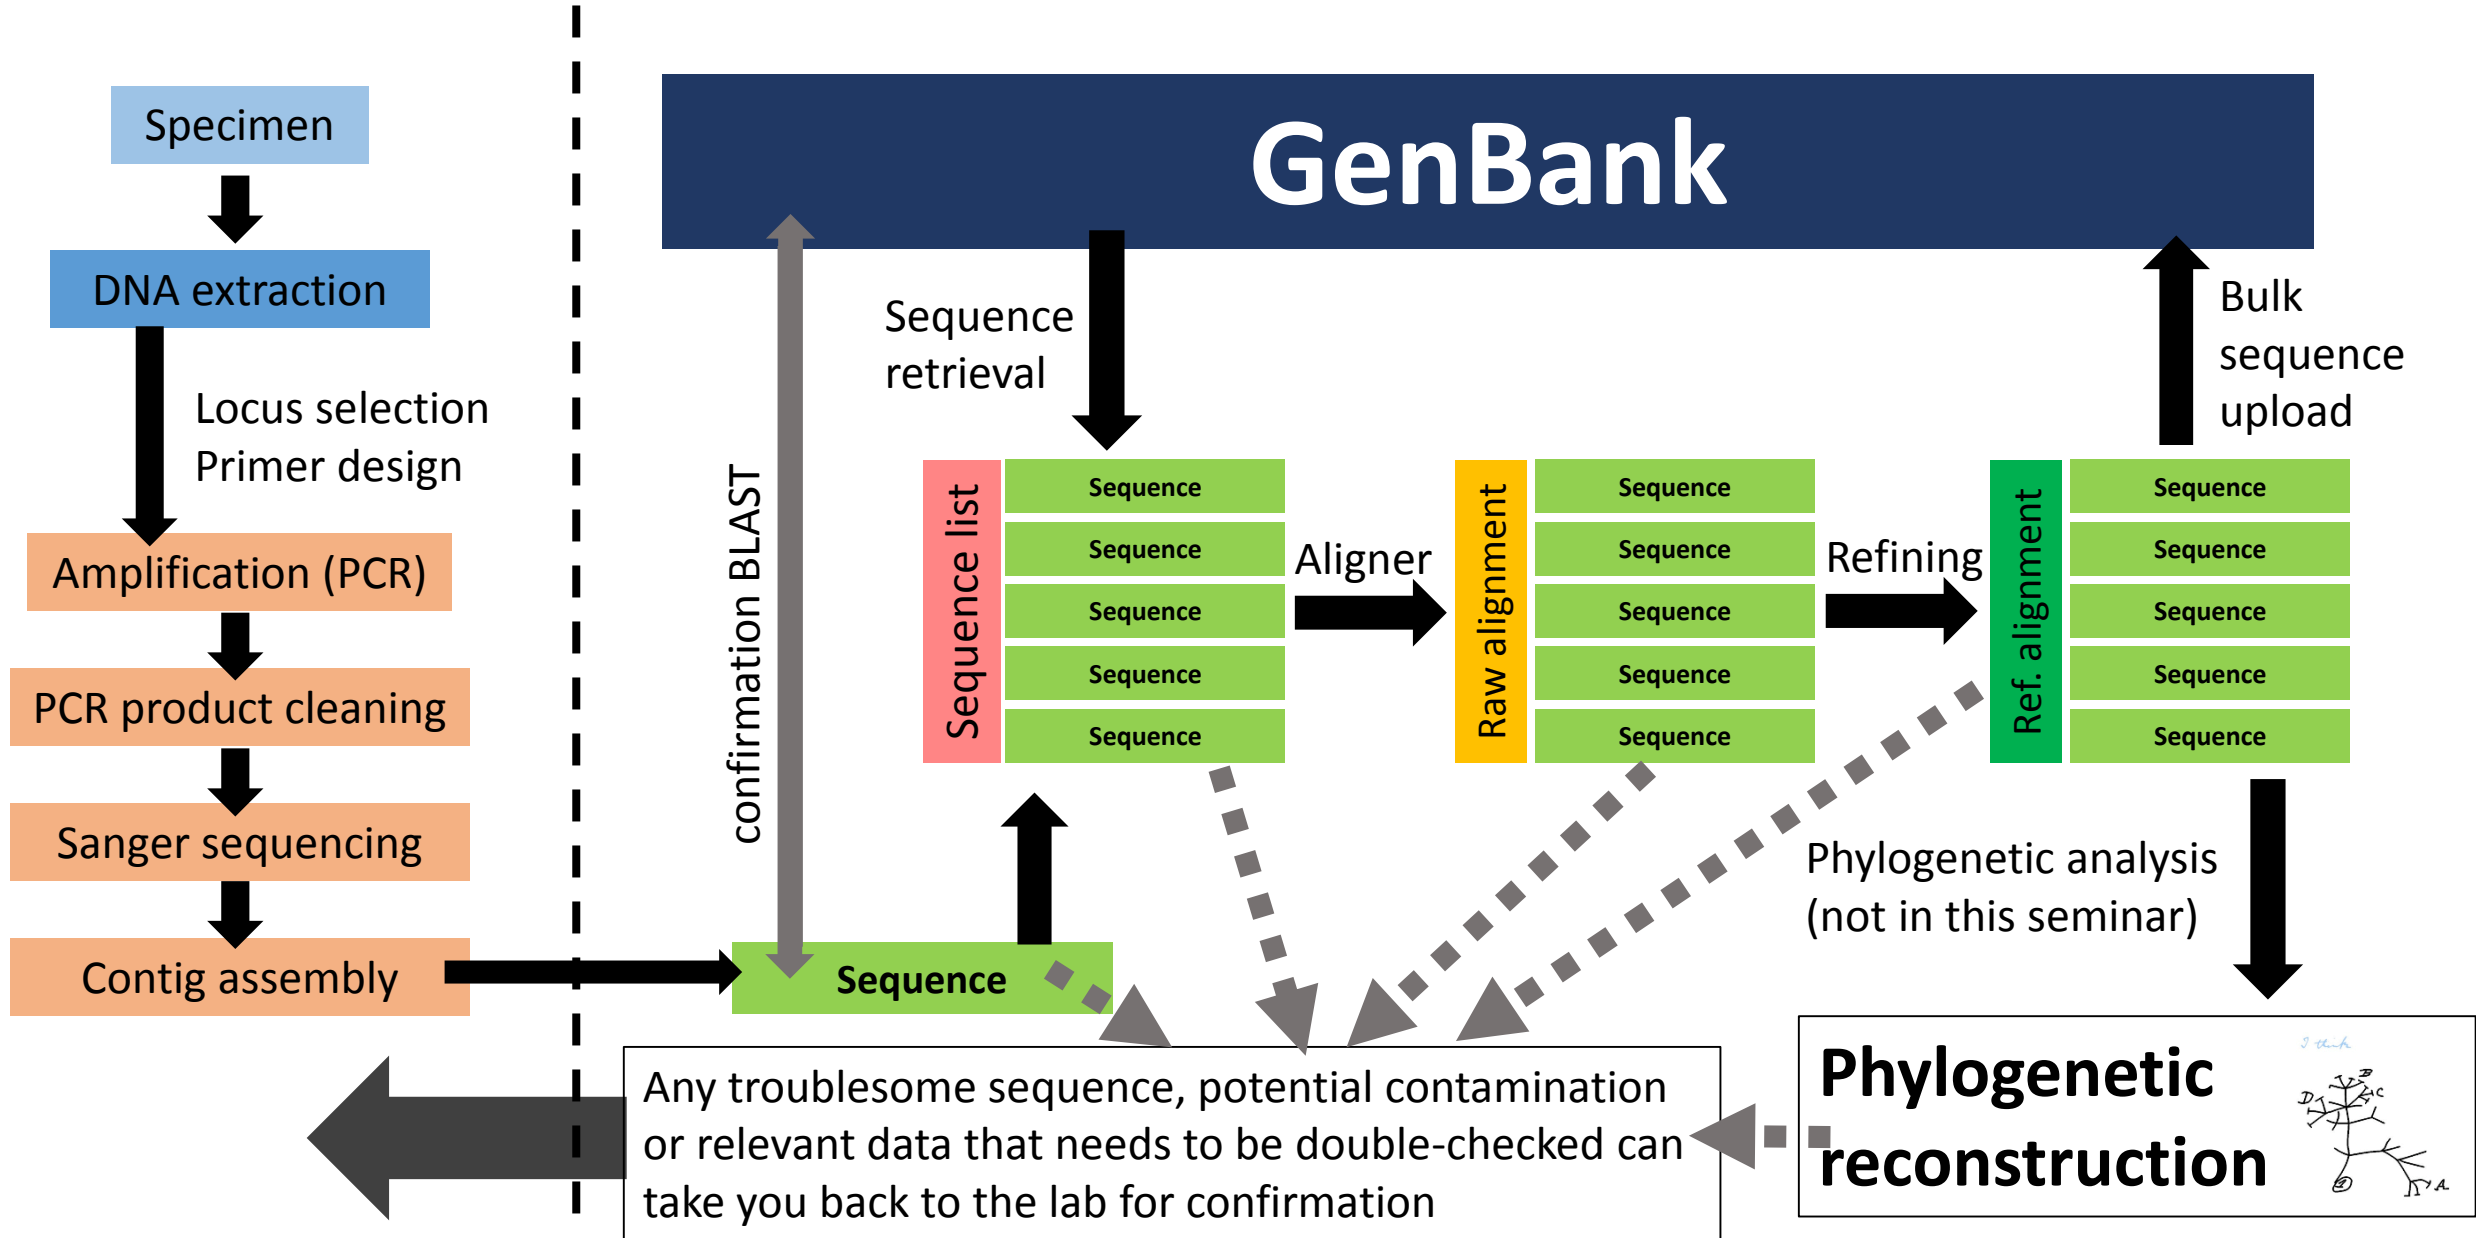 Specimen
DNA extraction
Locus selection
Primer design
Amplification (PCR)
PCR product cleaning
Sanger sequencing
Contig assembly
GenBank
confirmation BLAST
Sequence
retrieval
Bulk
sequence
upload
Sequence list
Sequence
Sequence
Sequence
Sequence
Sequence
Aligner
Raw alignment
Sequence
Sequence
Sequence
Sequence
Sequence
Refining
Ref. alignment
Sequence
Sequence
Sequence
Sequence
Sequence
Sequence
Phylogenetic analysis
(not in this seminar)
Any troublesome sequence, potential contamination
or relevant data that needs to be double-checked can
take you back to the lab for confirmation
Phylogenetic
reconstruction
I think
B
D
C
A
1